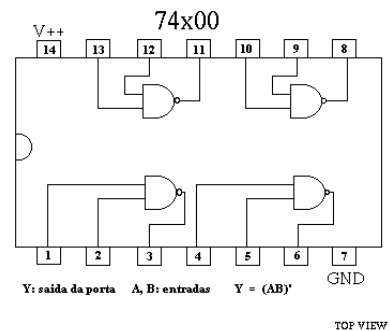 74x00
V++
14 13 12 11 10 9 8
1 2 3 4 5 6 7
GND
Y: saida da porta A, B: entradas Y = (AB)'
TOP VIEW